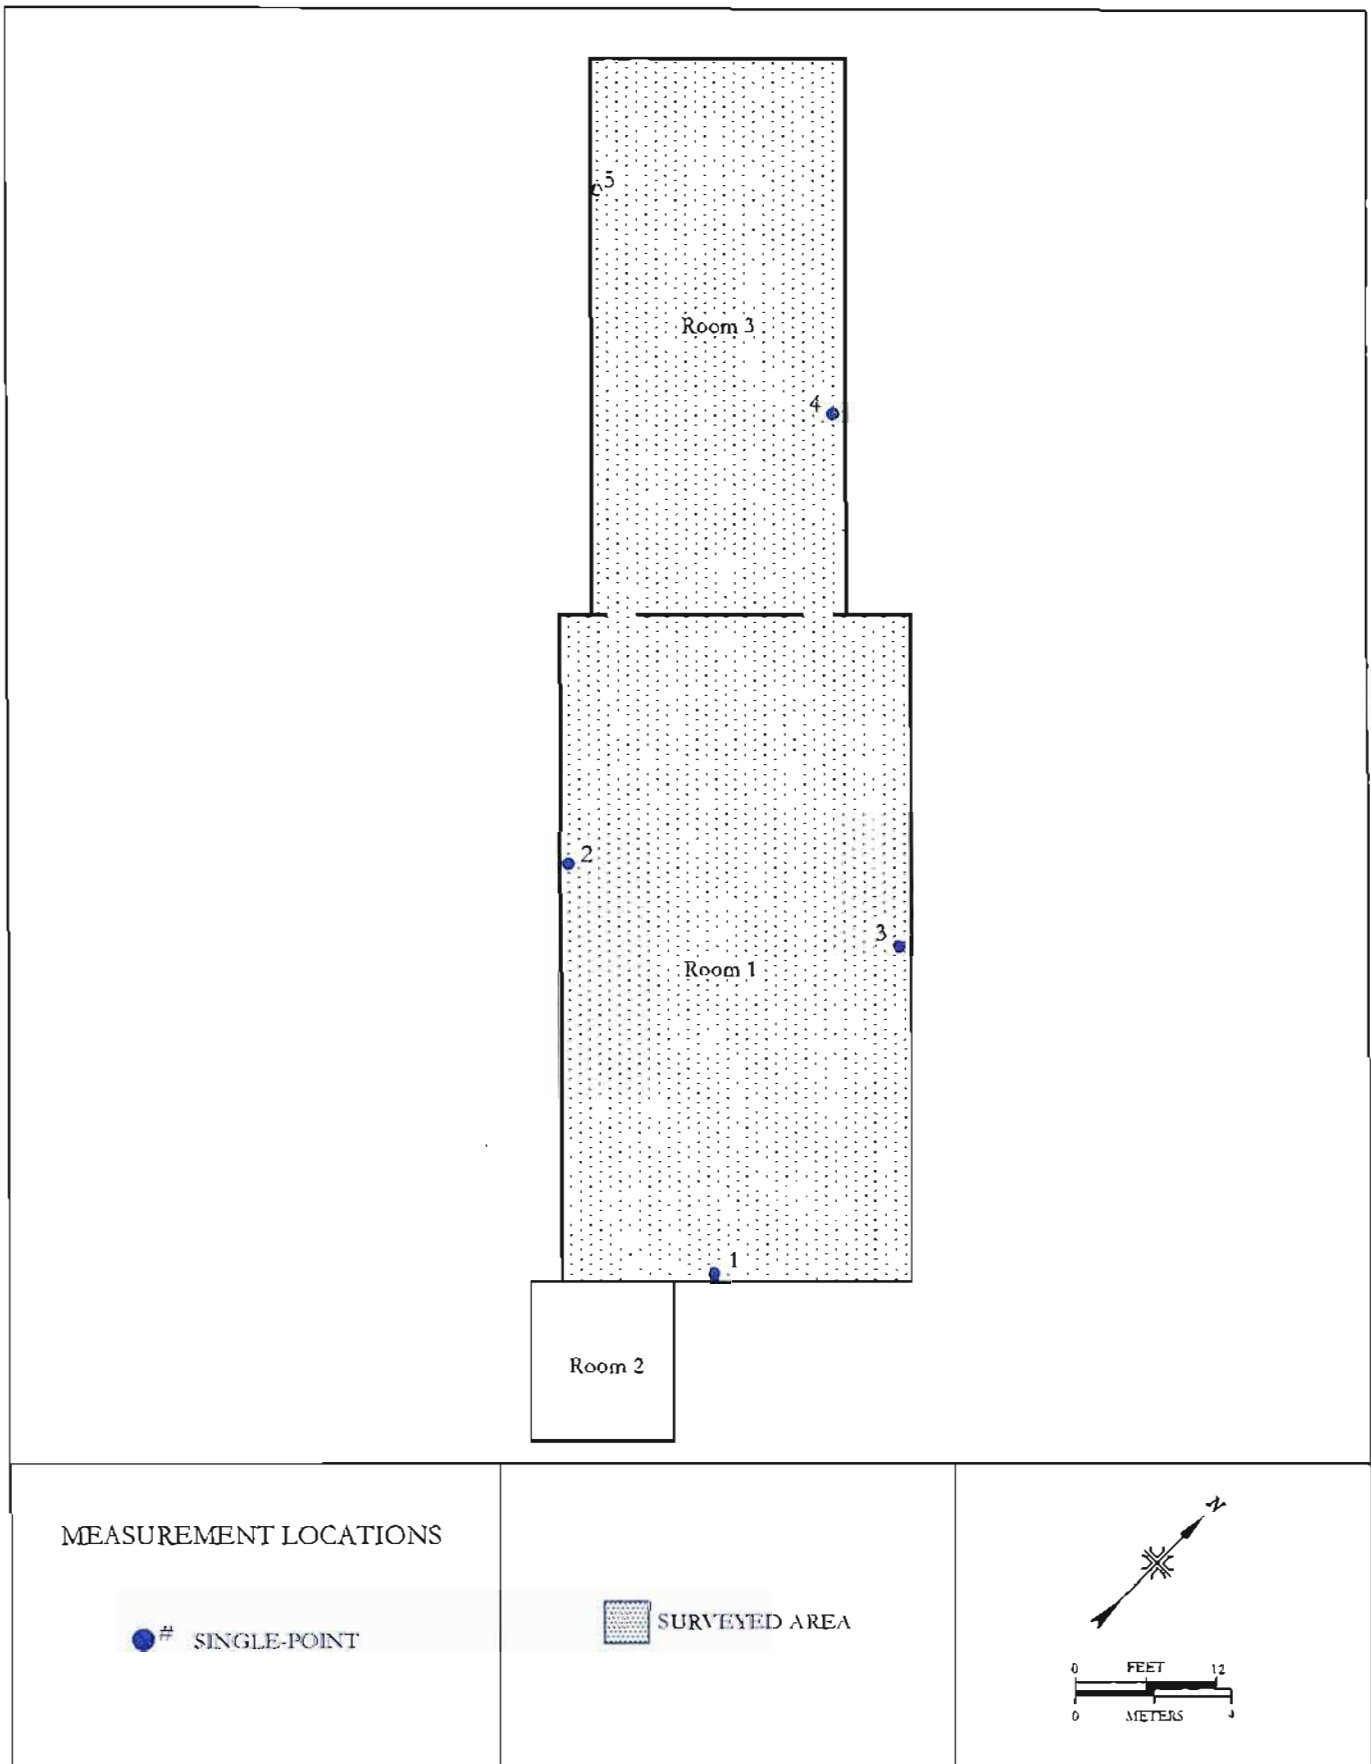 5
Room 3
4
2
3
Room 1
1
Room 2
MEASUREMENT LOCATIONS
# SINGLE-POINT
SURVEYED AREA
N
0 FEET 12
0 METERS